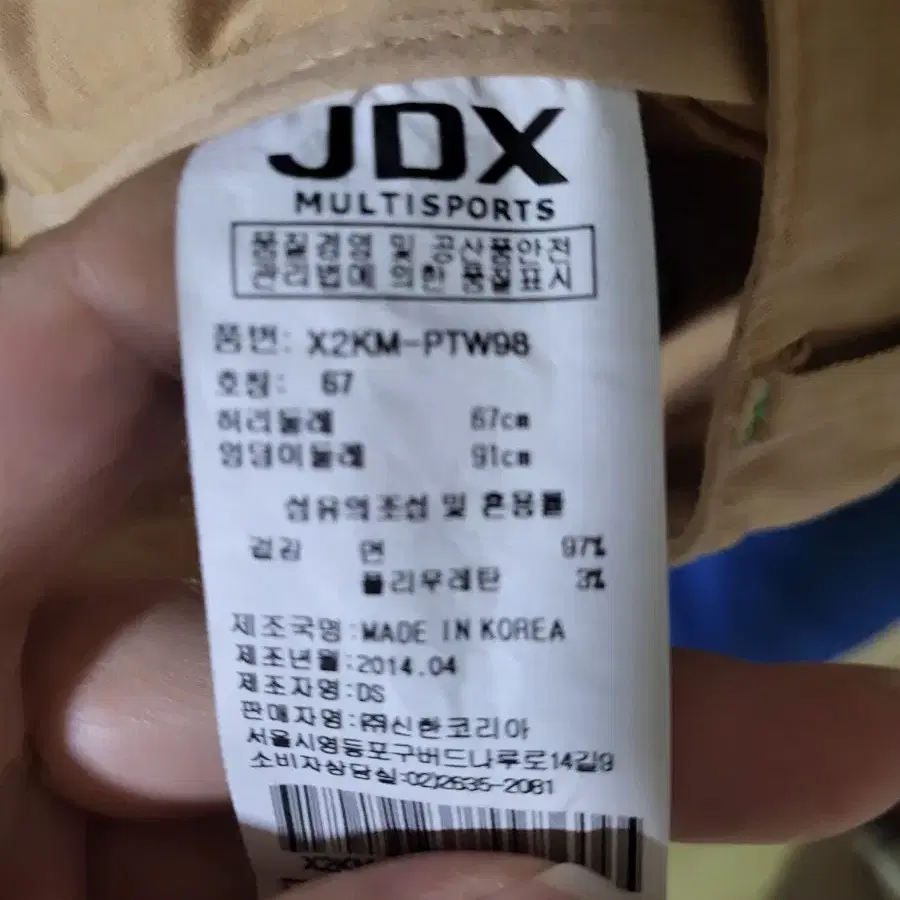 JDX
MULTISPORTS
품질경영 및 공산품안전
관리법에 의한 품질표시
품번: X2KM-PTW98
호칭: 67
허리둘레 67cm
엉덩이둘레 91cm
섬유의조성 및 혼용률
겉감 면 97%
폴리우레탄 3%
제조국명:MADE IN KOREA
제조년월:2014.04
제조자명:DS
판매자명:㈜신한코리아
서울시영등포구버드나루로14길9
소비자상담실:02)2635-2081